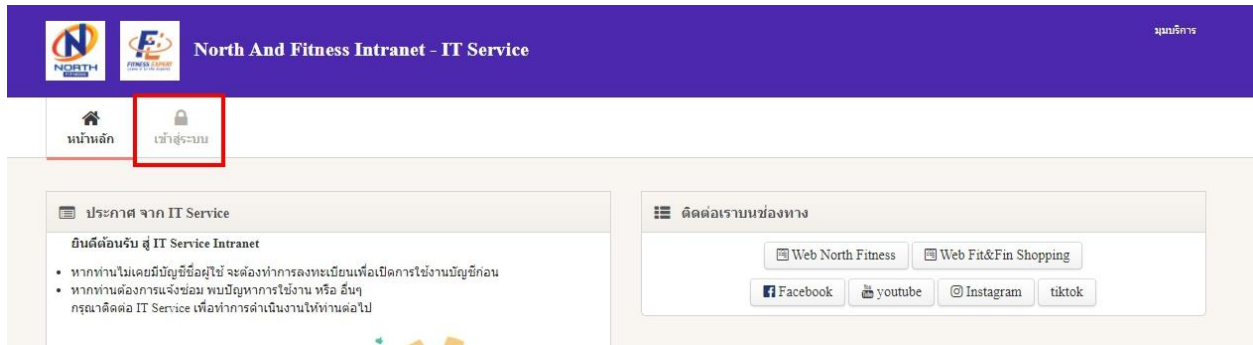 NORTH
FITNESS
FITNESS EXPERT
North And Fitness Intranet - IT Service
มุมบริการ
หน้าหลัก
เข้าสู่ระบบ
ประกาศ จาก IT Service
ยินดีต้อนรับ สู่ IT Service Intranet
หากท่านไม่เคยมีบัญชีชื่อผู้ใช้ จะต้องทำการลงทะเบียนเพื่อเปิดการใช้งานบัญชีก่อน
หากท่านต้องการแจ้งซ่อม พบปัญหาการใช้งาน หรือ อื่นๆ
กรุณาติดต่อ IT Service เพื่อทำการดำเนินงานให้ท่านต่อไป
ติดต่อเราบนช่องทาง
Web North Fitness
Web Fit&Fin Shopping
Facebook
youtube
Instagram
tiktok